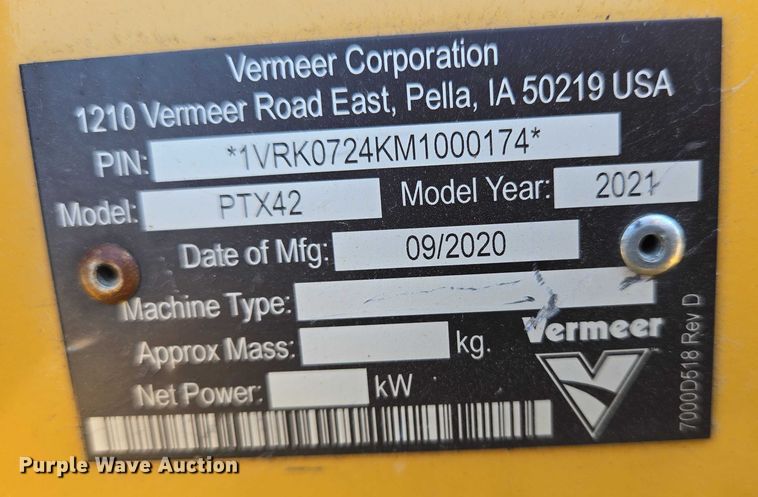 Vermeer Corporation
1210 Vermeer Road East, Pella, IA 50219 USA
PIN: *1VRK0724KM1000174*
Model: PTX42 Model Year: 2021
Date of Mfg: 09/2020
Machine Type:
Approx Mass: kg.
Net Power: kW
Vermeer
7000D518 Rev D
Purple Wave Auction